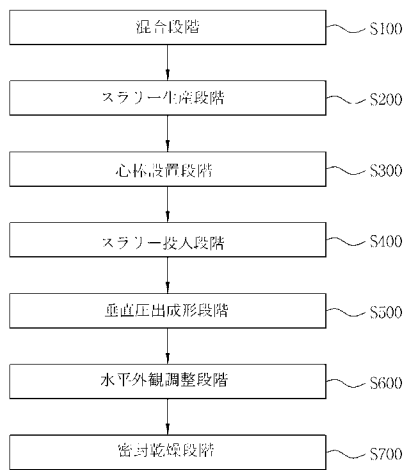 混合段階 S100
スラリー生産段階 S200
心棒設置段階 S300
スラリー投入段階 S400
垂直圧出成形段階 S500
水平外観調整段階 S600
密封乾燥段階 S700